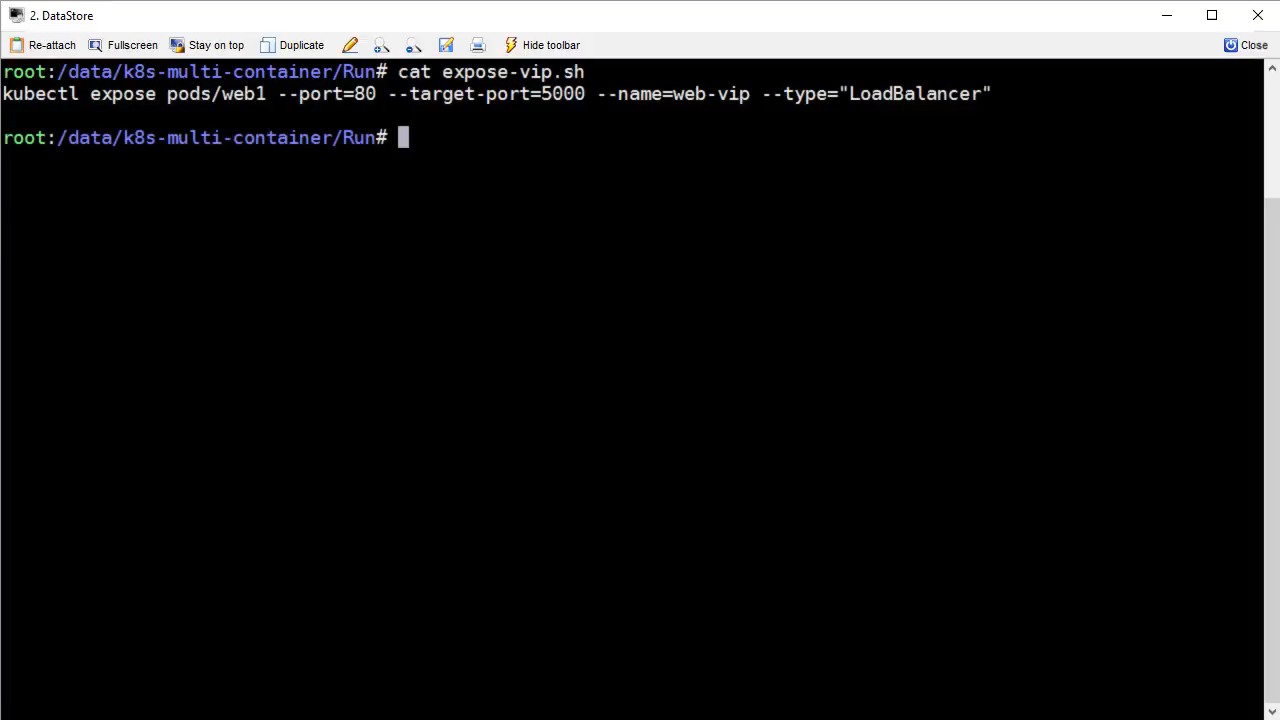 2. DataStore
Re-attach Fullscreen Stay on top Duplicate Hide toolbar Close
root:/data/k8s-multi-container/Run# cat expose-vip.sh
kubectl expose pods/web1 --port=80 --target-port=5000 --name=web-vip --type="LoadBalancer"
root:/data/k8s-multi-container/Run#